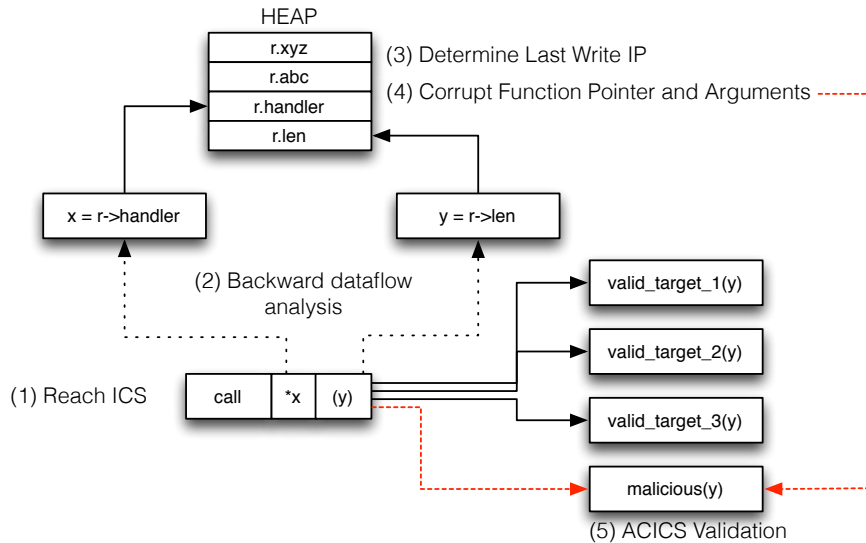 HEAP
r.xyz
(3) Determine Last Write IP
r.abc
(4) Corrupt Function Pointer and Arguments
r.handler
r.len
x = r->handler
y = r->len
(2) Backward dataflow
analysis
valid_target_1(y)
valid_target_2(y)
(1) Reach ICS
call
*x
(y)
valid_target_3(y)
malicious(y)
(5) ACICS Validation